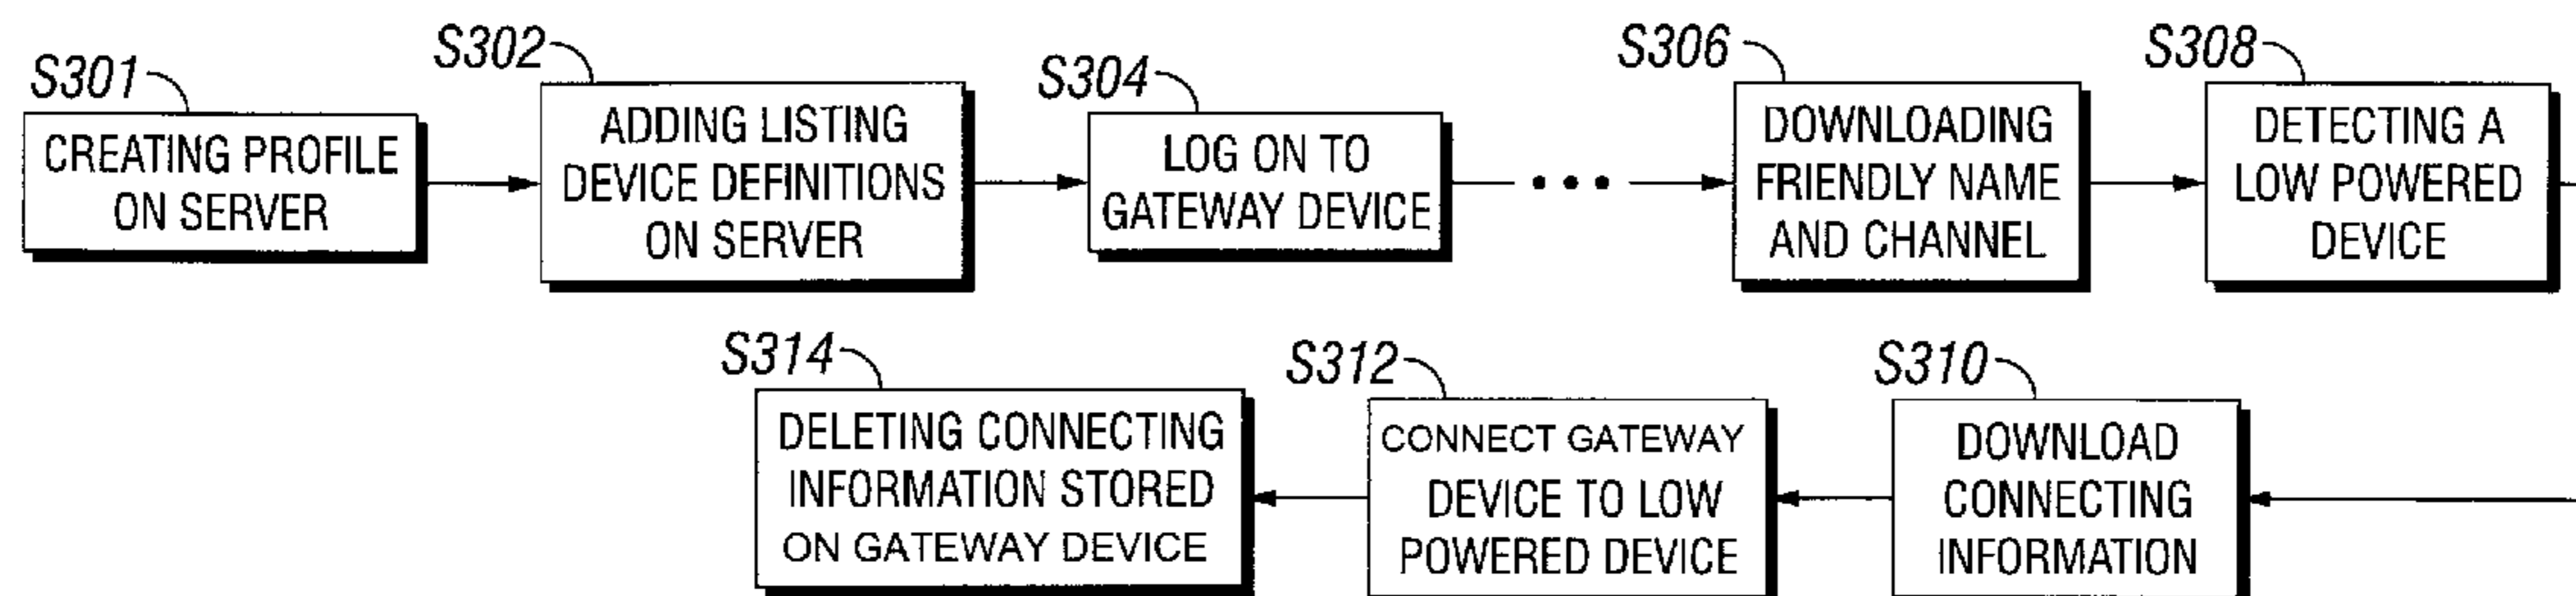 S301
CREATING PROFILE
ON SERVER
S302
ADDING LISTING
DEVICE DEFINITIONS
ON SERVER
S304
LOG ON TO
GATEWAY DEVICE
• • •
S306
DOWNLOADING
FRIENDLY NAME
AND CHANNEL
S308
DETECTING A
LOW POWERED
DEVICE
S310
DOWNLOAD
CONNECTING
INFORMATION
S312
CONNECT GATEWAY
DEVICE TO LOW
POWERED DEVICE
S314
DELETING CONNECTING
INFORMATION STORED
ON GATEWAY DEVICE